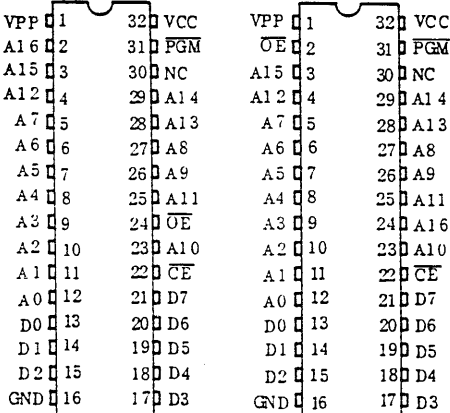 VPP 1 32 VCC
A16 2 31 PGM
A15 3 30 NC
A12 4 29 A14
A7 5 28 A13
A6 6 27 A8
A5 7 26 A9
A4 8 25 A11
A3 9 24 OE
A2 10 23 A10
A1 11 22 CE
A0 12 21 D7
D0 13 20 D6
D1 14 19 D5
D2 15 18 D4
GND 16 17 D3
VPP 1 32 VCC
OE 2 31 PGM
A15 3 30 NC
A12 4 29 A14
A7 5 28 A13
A6 6 27 A8
A5 7 26 A9
A4 8 25 A11
A3 9 24 A16
A2 10 23 A10
A1 11 22 CE
A0 12 21 D7
D0 13 20 D6
D1 14 19 D5
D2 15 18 D4
GND 16 17 D3